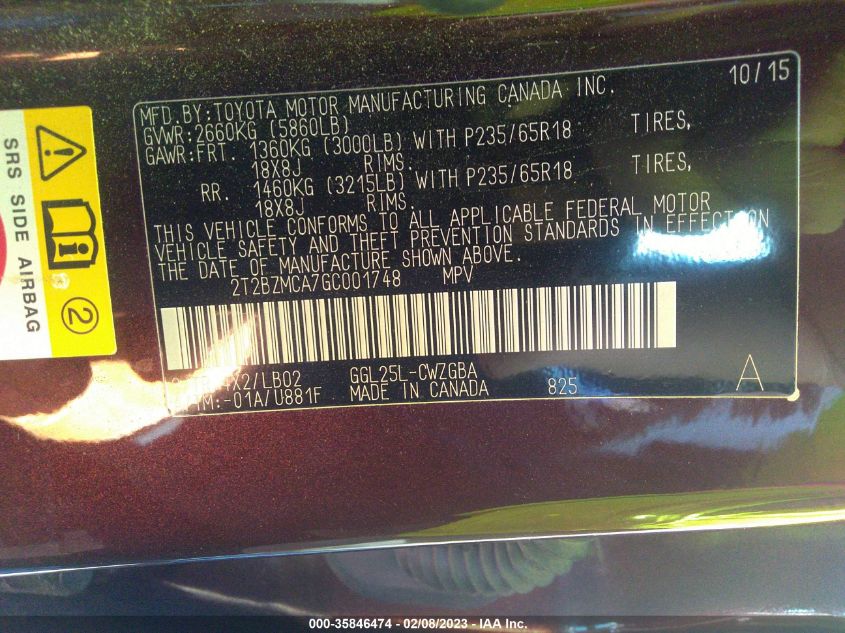 MFD.BY:TOYOTA MOTOR MANUFACTURING CANADA INC. 10/15
GVWR:2660KG (5860LB)
GAWR:FRT. 1360KG (3000LB) WITH P235/65R18 TIRES,
18X8J RIMS.
RR. 1460KG (3215LB) WITH P235/65R18 TIRES,
18X8J RIMS.
THIS VEHICLE CONFORMS TO ALL APPLICABLE FEDERAL MOTOR
VEHICLE SAFETY AND THEFT PREVENTION STANDARDS IN EFFECT ON
THE DATE OF MANUFACTURE SHOWN ABOVE.
2T2BZMCA7GC001748 MPV
4X2/LB02 GGL25L-CWZGBA
-01A/U881F MADE IN CANADA 825 A
SRS SIDE AIRBAG
2
000-35846474 — 02/08/2023 — IAA Inc.